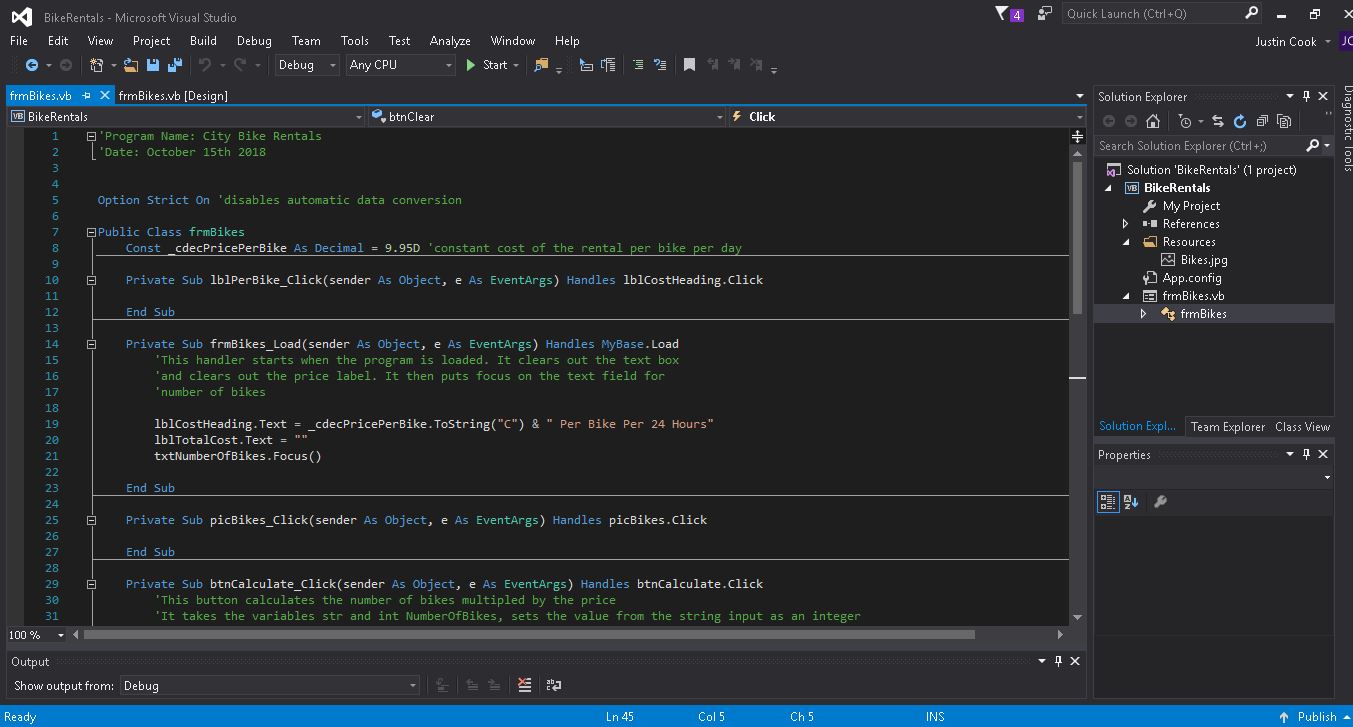 BikeRentals - Microsoft Visual Studio
4
Quick Launch (Ctrl+Q)
File Edit View Project Build Debug Team Tools Test Analyze Window Help
Justin Cook
JC
Debug Any CPU Start
frmBikes.vb frmBikes.vb [Design]
VB BikeRentals btnClear Click
1 'Program Name: City Bike Rentals
2 'Date: October 15th 2018
3
4
5 Option Strict On 'disables automatic data conversion
6
7 Public Class frmBikes
8 Const _cdecPricePerBike As Decimal = 9.95D 'constant cost of the rental per bike per day
9
10 Private Sub lblPerBike_Click(sender As Object, e As EventArgs) Handles lblCostHeading.Click
11
12 End Sub
13
14 Private Sub frmBikes_Load(sender As Object, e As EventArgs) Handles MyBase.Load
15 'This handler starts when the program is loaded. It clears out the text box
16 'and clears out the price label. It then puts focus on the text field for
17 'number of bikes
18
19 lblCostHeading.Text = _cdecPricePerBike.ToString("C") & " Per Bike Per 24 Hours"
20 lblTotalCost.Text = ""
21 txtNumberOfBikes.Focus()
22
23 End Sub
24
25 Private Sub picBikes_Click(sender As Object, e As EventArgs) Handles picBikes.Click
26
27 End Sub
28
29 Private Sub btnCalculate_Click(sender As Object, e As EventArgs) Handles btnCalculate.Click
30 'This button calculates the number of bikes multipled by the price
31 'It takes the variables str and int NumberOfBikes, sets the value from the string input as an integer
100 %
Output
Show output from: Debug
Solution Explorer
Search Solution Explorer (Ctrl+;)
Solution 'BikeRentals' (1 project)
VB BikeRentals
My Project
References
Resources
Bikes.jpg
App.config
frmBikes.vb
frmBikes
Solution Expl... Team Explorer Class View
Properties
Diagnostic Tools
Ready Ln 45 Col 5 Ch 5 INS Publish